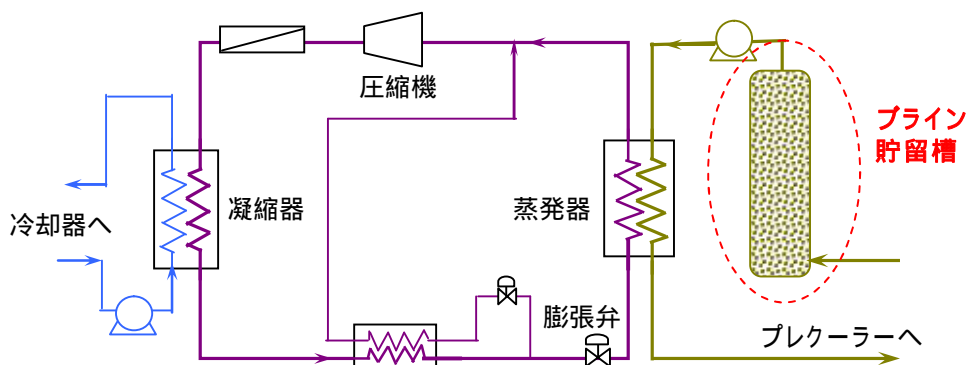 圧縮機
ブライン
貯留槽
凝縮器
蒸発器
冷却器へ
膨張弁
プレクーラーへ